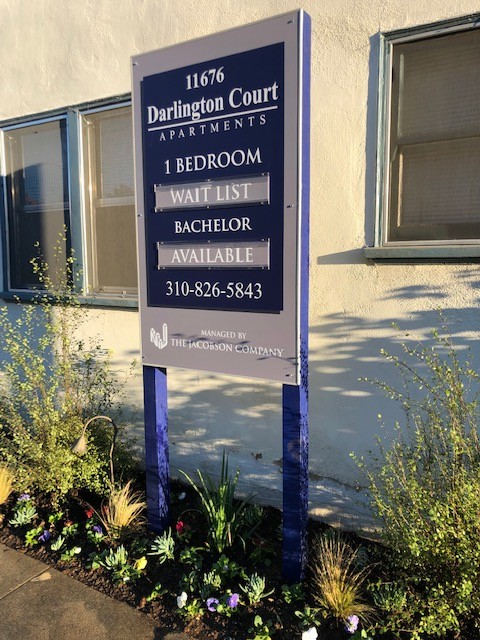 11676
Darlington Court
APARTMENTS
1 BEDROOM
WAIT LIST
BACHELOR
AVAILABLE
310-826-5843
MANAGED BY
THE JACOBSON COMPANY